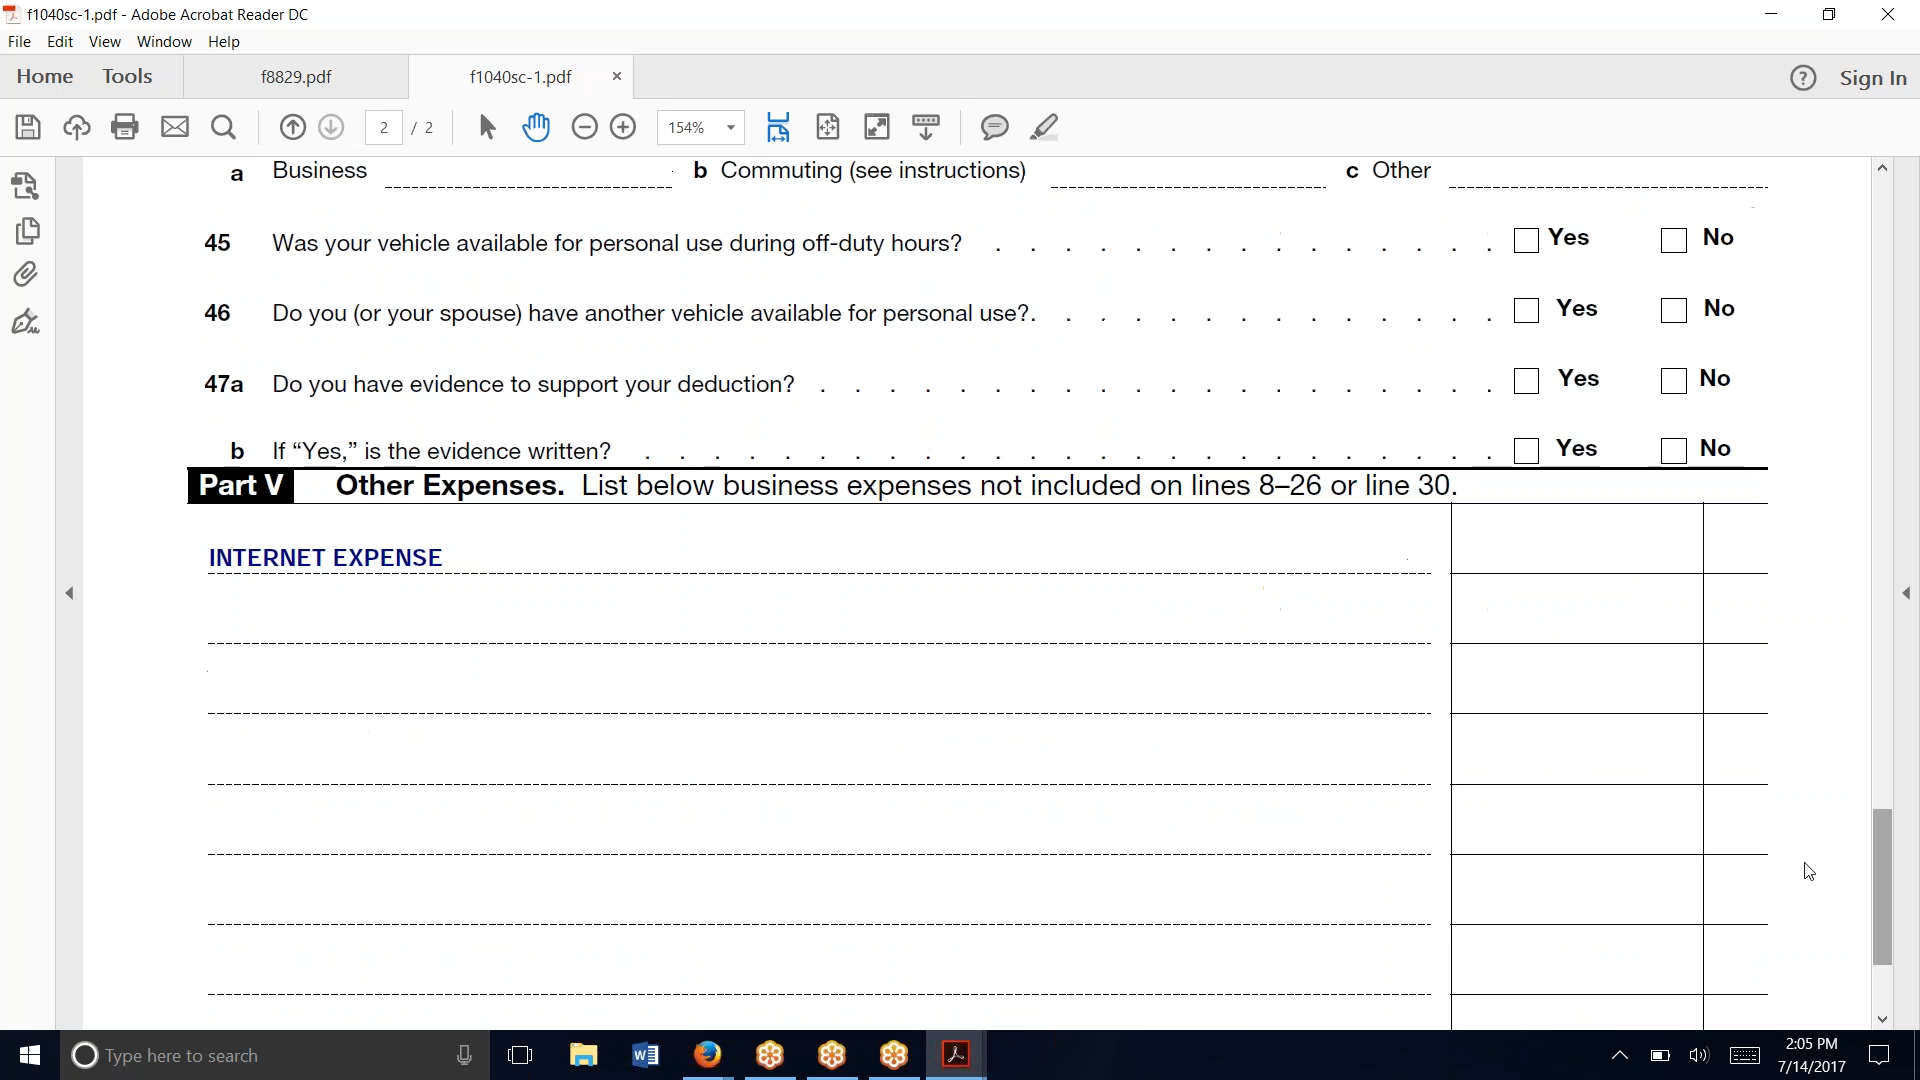 f1040sc-1.pdf - Adobe Acrobat Reader DC
File Edit View Window Help
Home Tools f8829.pdf f1040sc-1.pdf × ? Sign In
2 / 2 154%
a Business b Commuting (see instructions) c Other
45 Was your vehicle available for personal use during off-duty hours? . . . . . . . . . . . . . . . Yes No
46 Do you (or your spouse) have another vehicle available for personal use?. . . . . . . . . . . . . . Yes No
47a Do you have evidence to support your deduction? . . . . . . . . . . . . . . . . . . . . Yes No
b If “Yes,” is the evidence written? . . . . . . . . . . . . . . . . . . . . . . . . . Yes No
Part V Other Expenses. List below business expenses not included on lines 8–26 or line 30.
INTERNET EXPENSE
Type here to search
2:05 PM
7/14/2017